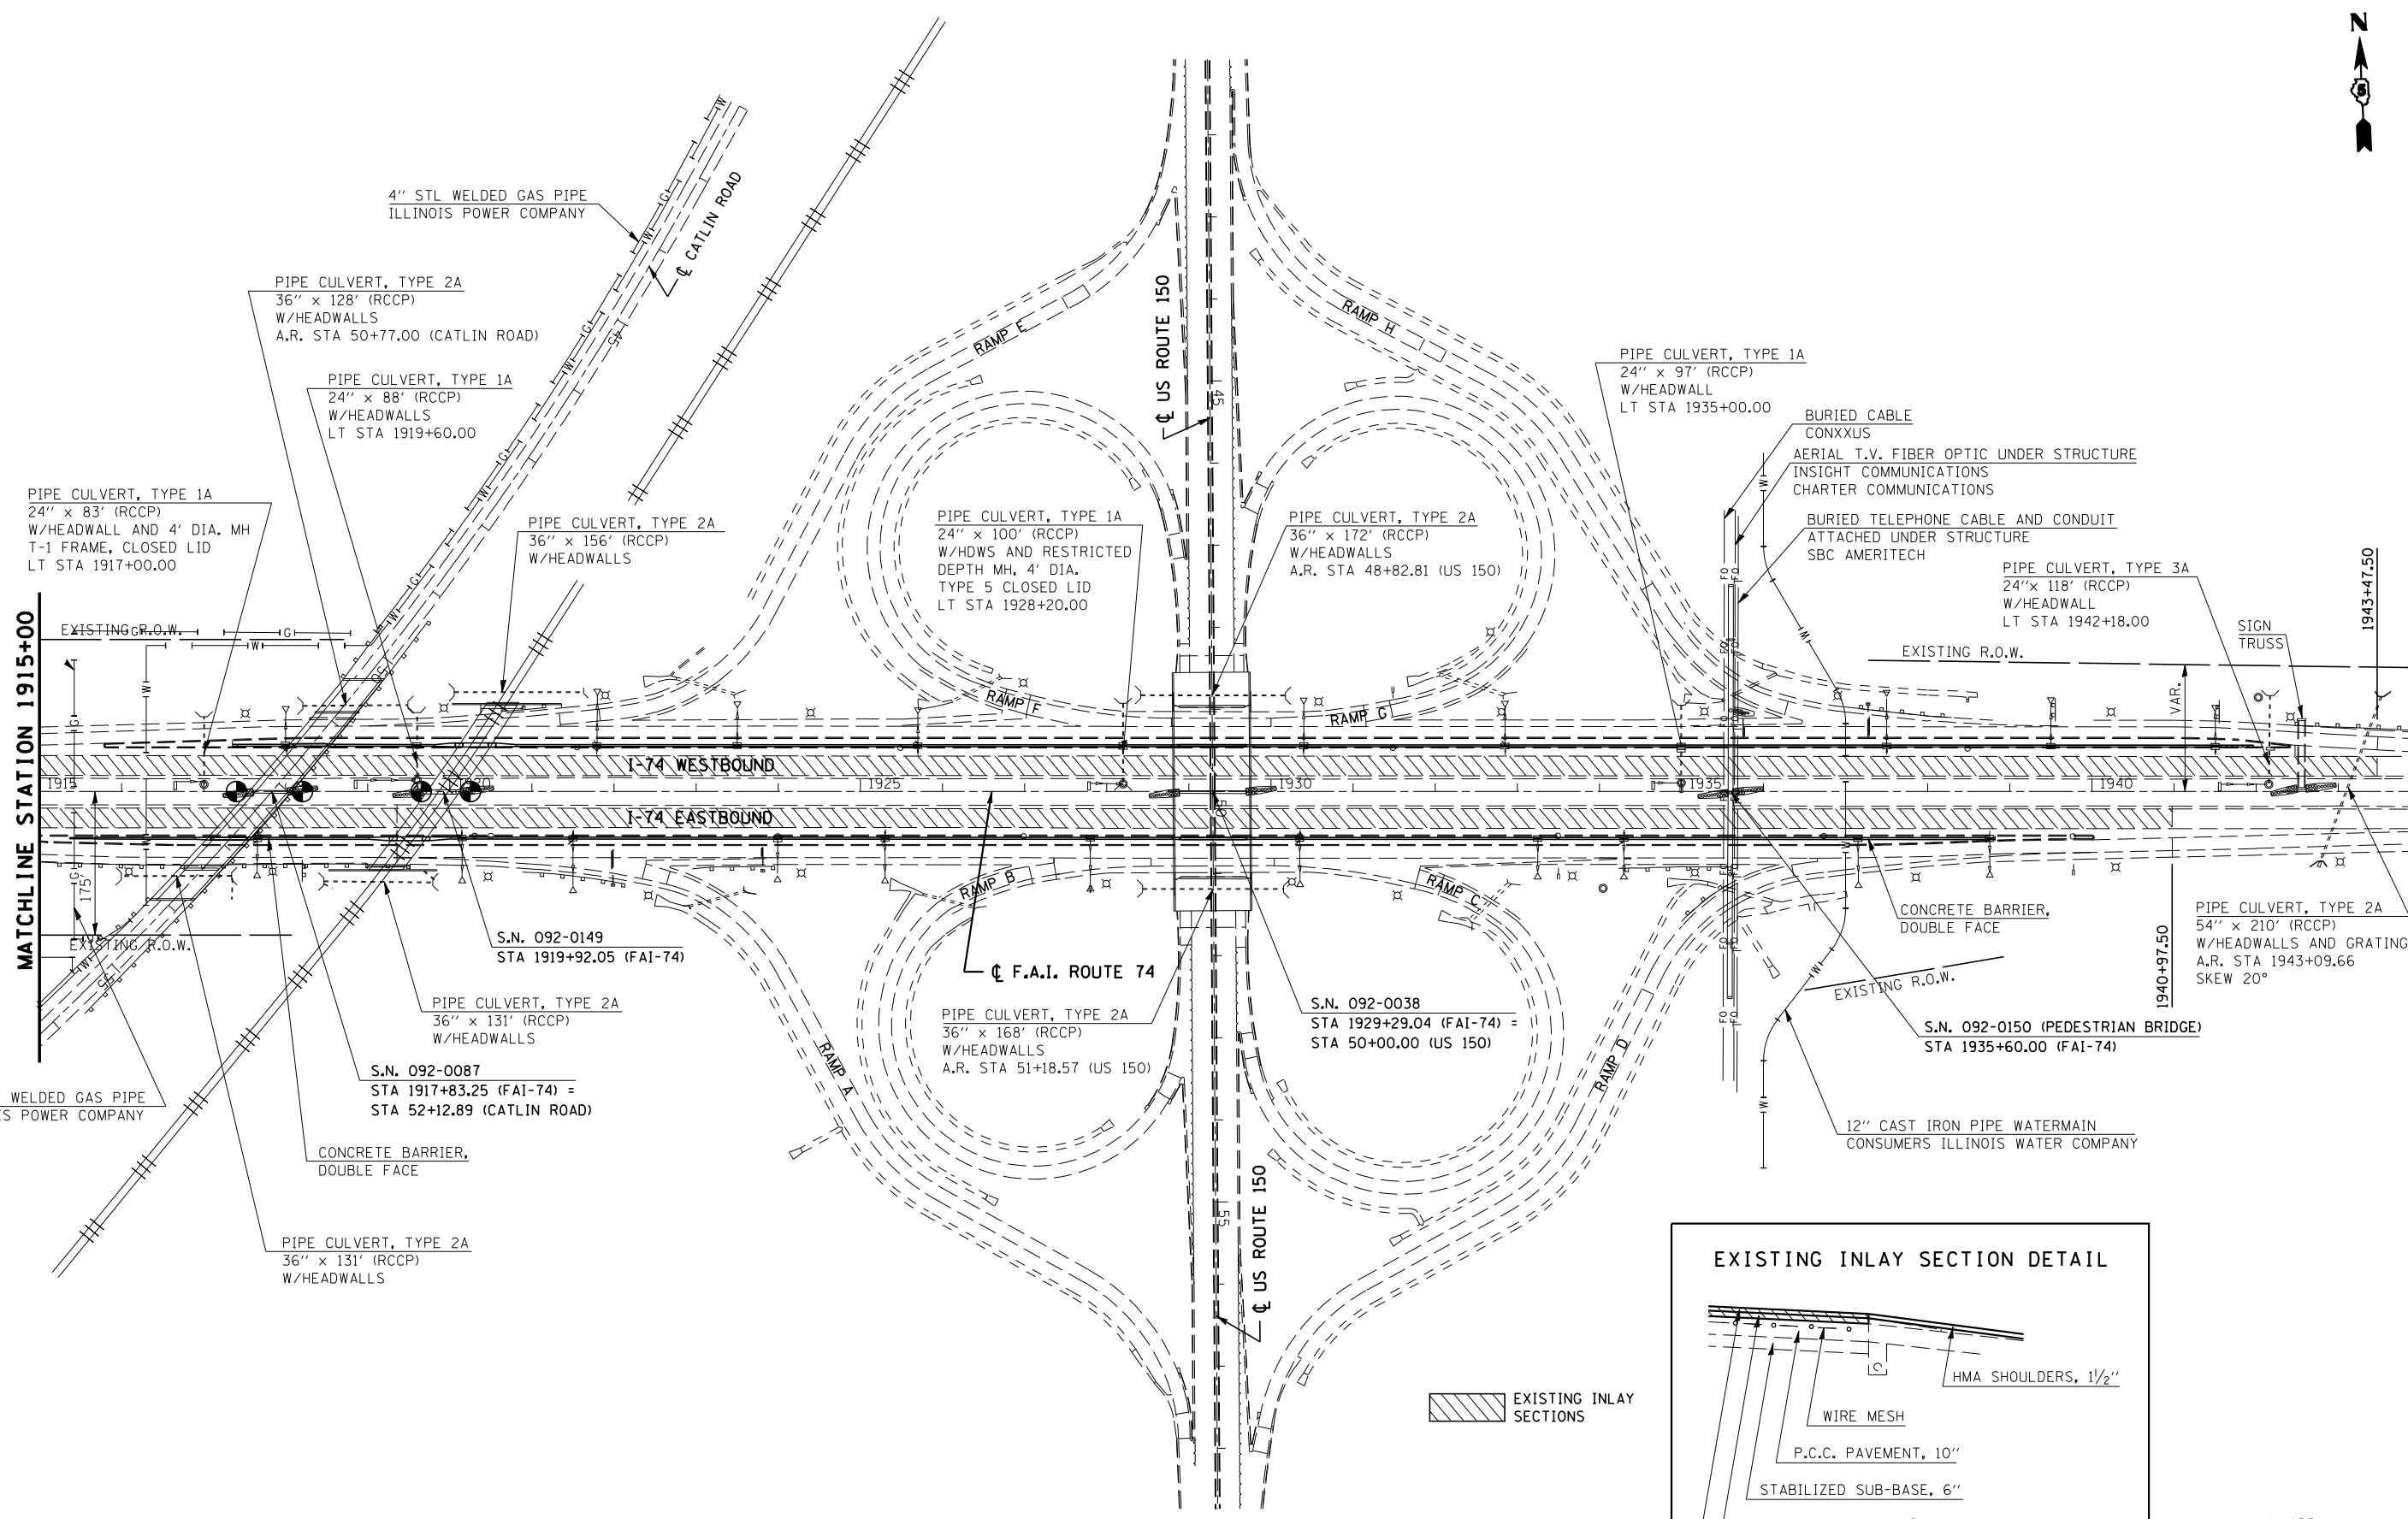 N
5
4" STL WELDED GAS PIPE
ILLINOIS POWER COMPANY
℄ CATLIN ROAD
PIPE CULVERT, TYPE 2A
36" x 128' (RCCP)
W/HEADWALLS
A.R. STA 50+77.00 (CATLIN ROAD)
PIPE CULVERT, TYPE 1A
24" x 88' (RCCP)
W/HEADWALLS
LT STA 1919+60.00
PIPE CULVERT, TYPE 1A
24" x 83' (RCCP)
W/HEADWALL AND 4' DIA. MH
T-1 FRAME, CLOSED LID
LT STA 1917+00.00
PIPE CULVERT, TYPE 2A
36" x 156' (RCCP)
W/HEADWALLS
RAMP E
℄ US ROUTE 150
45
RAMP H
PIPE CULVERT, TYPE 1A
24" x 100' (RCCP)
W/HDWS AND RESTRICTED
DEPTH MH, 4' DIA.
TYPE 5 CLOSED LID
LT STA 1928+20.00
PIPE CULVERT, TYPE 2A
36" x 172' (RCCP)
W/HEADWALLS
A.R. STA 48+82.81 (US 150)
PIPE CULVERT, TYPE 1A
24" x 97' (RCCP)
W/HEADWALL
LT STA 1935+00.00
BURIED CABLE
CONXXUS
AERIAL T.V. FIBER OPTIC UNDER STRUCTURE
INSIGHT COMMUNICATIONS
CHARTER COMMUNICATIONS
BURIED TELEPHONE CABLE AND CONDUIT
ATTACHED UNDER STRUCTURE
SBC AMERITECH
PIPE CULVERT, TYPE 3A
24"x 118' (RCCP)
W/HEADWALL
LT STA 1942+18.00
SIGN
TRUSS
1943+47.50
EXISTING R.O.W.
VAR.
MATCHLINE STATION 1915+00
EXISTING R.O.W.
45
50
RAMP F
RAMP G
I-74 WESTBOUND
1915
1920
1925
1930
1935
1940
I-74 EASTBOUND
50
175'
EXISTING R.O.W.
55
RAMP B
RAMP C
S.N. 092-0149
STA 1919+92.05 (FAI-74)
℄ F.A.I. ROUTE 74
PIPE CULVERT, TYPE 2A
36" x 131' (RCCP)
W/HEADWALLS
PIPE CULVERT, TYPE 2A
36" x 168' (RCCP)
W/HEADWALLS
A.R. STA 51+18.57 (US 150)
S.N. 092-0038
STA 1929+29.04 (FAI-74) =
STA 50+00.00 (US 150)
CONCRETE BARRIER,
DOUBLE FACE
EXISTING R.O.W.
1940+97.50
PIPE CULVERT, TYPE 2A
54" x 210' (RCCP)
W/HEADWALLS AND GRATING
A.R. STA 1943+09.66
SKEW 20°
S.N. 092-0150 (PEDESTRIAN BRIDGE)
STA 1935+60.00 (FAI-74)
S.N. 092-0087
STA 1917+83.25 (FAI-74) =
STA 52+12.89 (CATLIN ROAD)
WELDED GAS PIPE
POWER COMPANY
RAMP A
RAMP D
12" CAST IRON PIPE WATERMAIN
CONSUMERS ILLINOIS WATER COMPANY
CONCRETE BARRIER,
DOUBLE FACE
PIPE CULVERT, TYPE 2A
36" x 131' (RCCP)
W/HEADWALLS
55
℄ US ROUTE 150
EXISTING INLAY
SECTIONS
EXISTING INLAY SECTION DETAIL
HMA SHOULDERS, 1½"
WIRE MESH
P.C.C. PAVEMENT, 10"
STABILIZED SUB-BASE, 6"